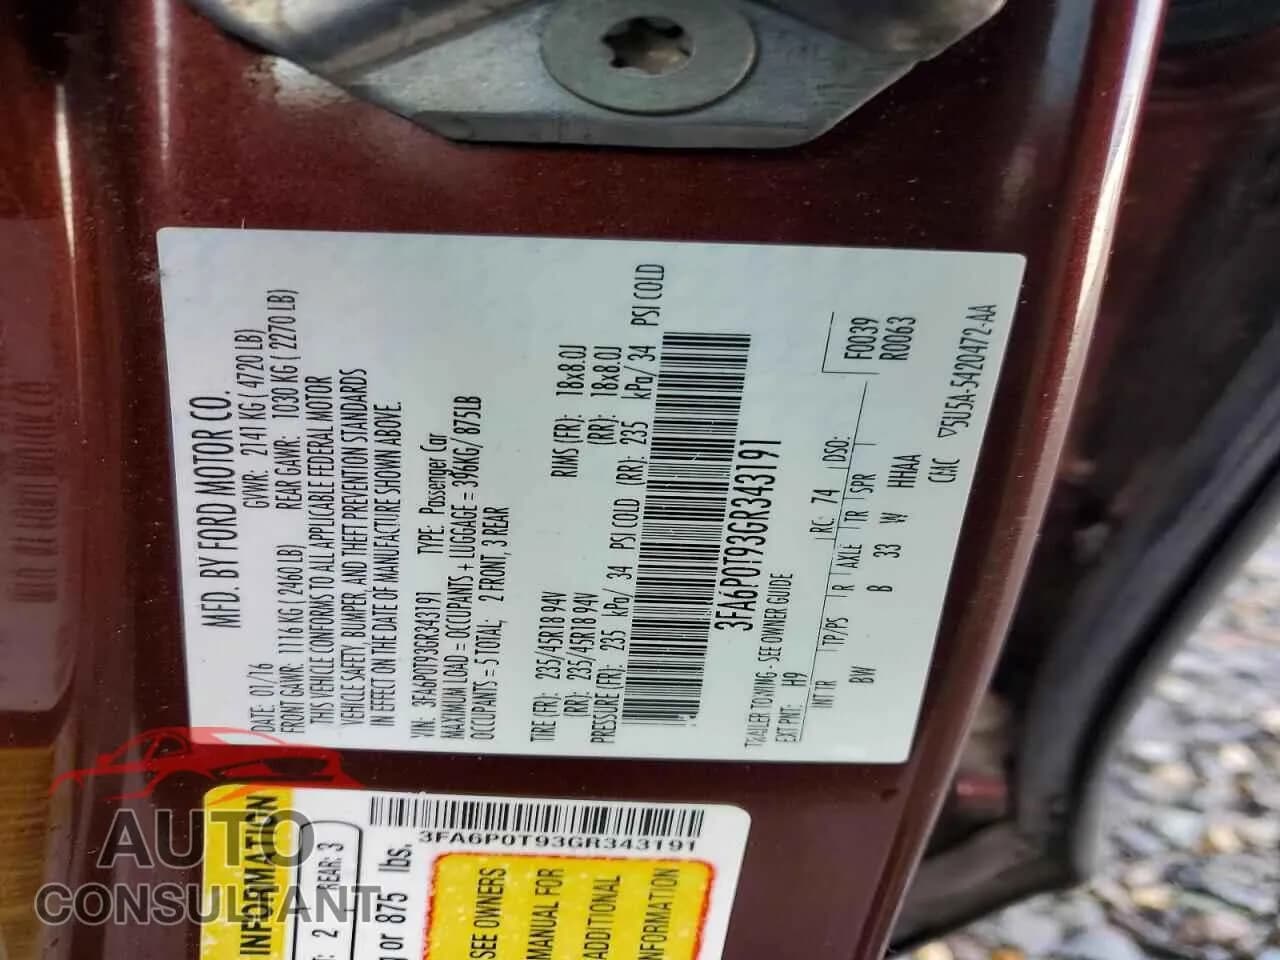 MFD. BY FORD MOTOR CO.
DATE: 01/16 GVWR: 2141 KG ( 4720 LB)
FRONT GAWR: 1116 KG ( 2460 LB) REAR GAWR: 1030 KG ( 2270 LB)
THIS VEHICLE CONFORMS TO ALL APPLICABLE FEDERAL MOTOR
VEHICLE SAFETY, BUMPER, AND THEFT PREVENTION STANDARDS
IN EFFECT ON THE DATE OF MANUFACTURE SHOWN ABOVE.
VIN: 3FA6P0T93GR343191 TYPE: Passenger Car
MAXIMUM LOAD = OCCUPANTS + LUGGAGE = 396KG/ 875LB
OCCUPANTS = 5 TOTAL; 2 FRONT, 3 REAR
TIRE (FR): 235/45R18 94V RIMS (FR): 18x8.0J
(RR): 235/45R18 94V (RR): 18x8.0J
PRESSURE (FR): 235 kPa/ 34 PSI COLD (RR): 235 kPa/ 34 PSI COLD
3FA6P0T93GR343191
TRAILER TOWING - SEE OWNER GUIDE
EXT PNT: H9 RC: 74 DSO:
INT TR TP/PS R AXLE TR SPR
BW B 33 W HHAA
F0039
R0063
CMC ▽5U5A-5420472-AA
3FA6P0T93GR343191
INFORMATION
2 REAR: 3
or 875 lbs.
SEE OWNERS
MANUAL FOR
ADDITIONAL
INFORMATION
AUTO
CONSULTANT